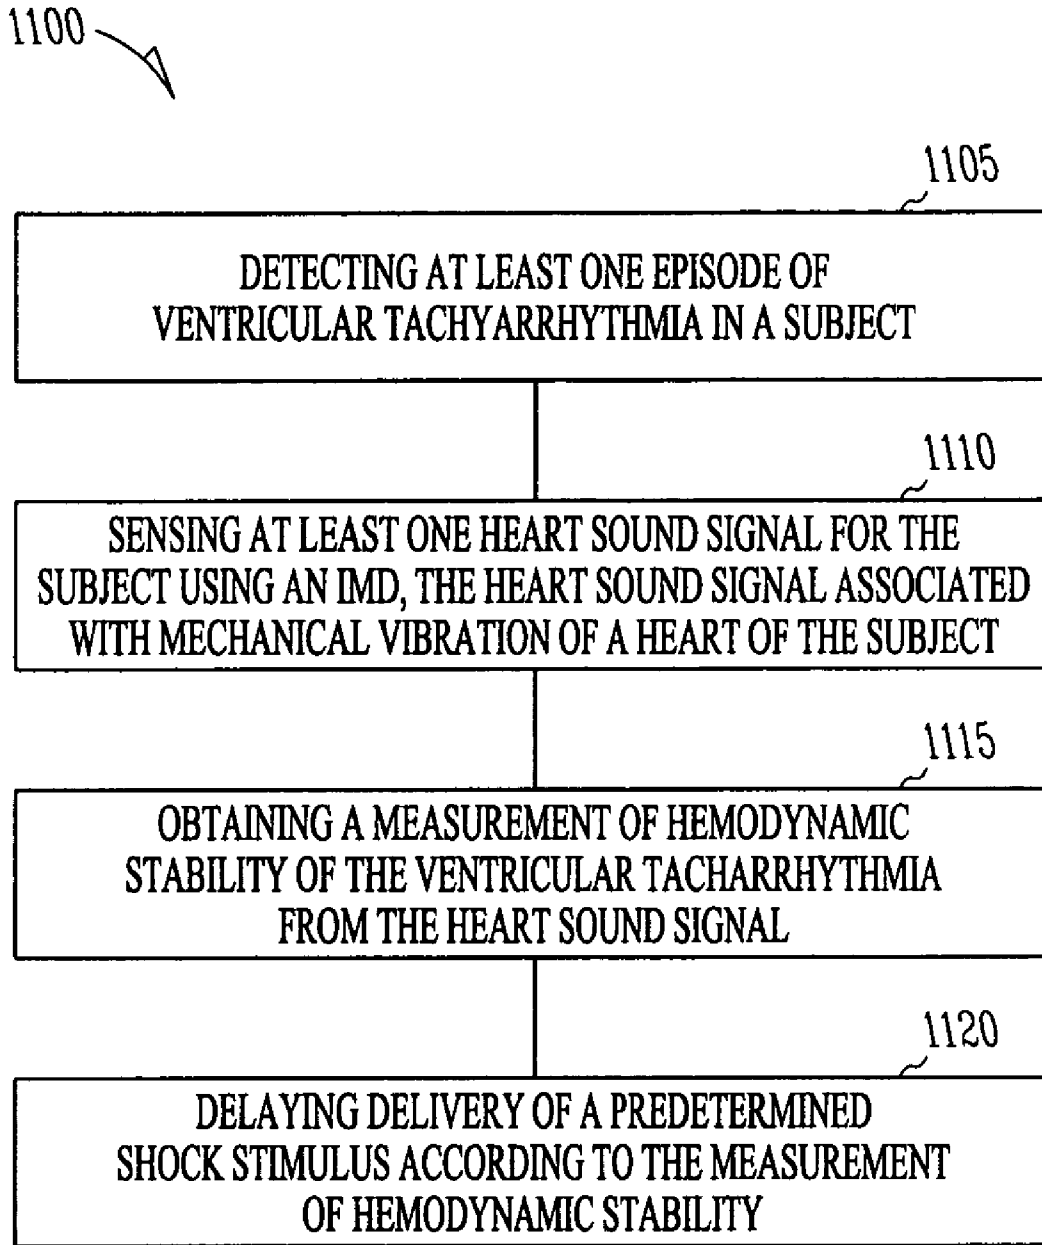 1100
1105
DETECTING AT LEAST ONE EPISODE OF
VENTRICULAR TACHYARRHYTHMIA IN A SUBJECT
1110
SENSING AT LEAST ONE HEART SOUND SIGNAL FOR THE
SUBJECT USING AN IMD, THE HEART SOUND SIGNAL ASSOCIATED
WITH MECHANICAL VIBRATION OF A HEART OF THE SUBJECT
1115
OBTAINING A MEASUREMENT OF HEMODYNAMIC
STABILITY OF THE VENTRICULAR TACHARRHYTHMIA
FROM THE HEART SOUND SIGNAL
1120
DELAYING DELIVERY OF A PREDETERMINED
SHOCK STIMULUS ACCORDING TO THE MEASUREMENT
OF HEMODYNAMIC STABILITY